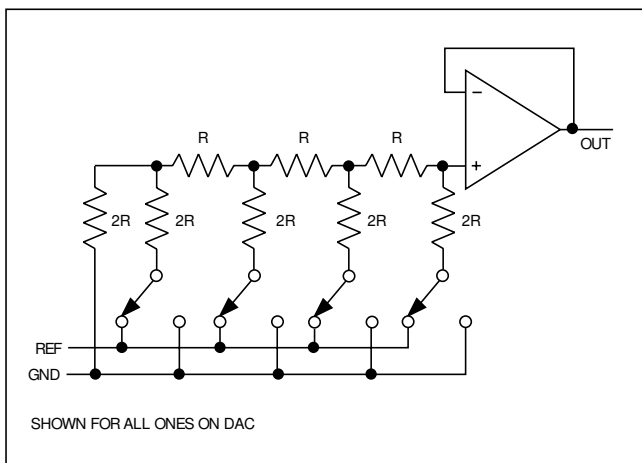 R R R
OUT
2R 2R 2R 2R 2R
REF
GND
SHOWN FOR ALL ONES ON DAC